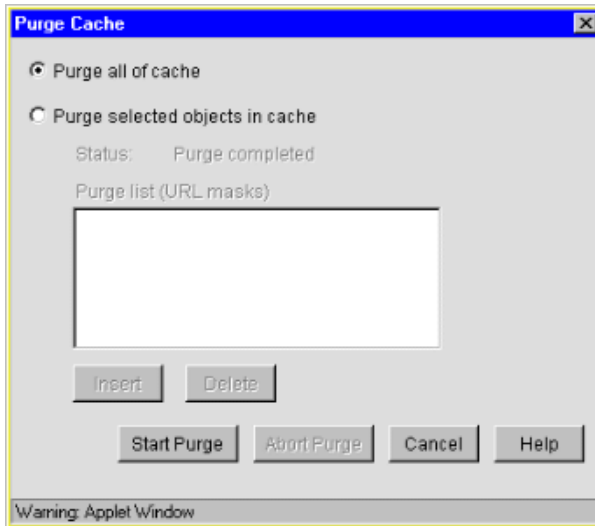 Purge Cache
Purge all of cache
Purge selected objects in cache
Status: Purge completed
Purge list (URL masks)
Insert Delete
Start Purge Abort Purge Cancel Help
Warning: Applet Window